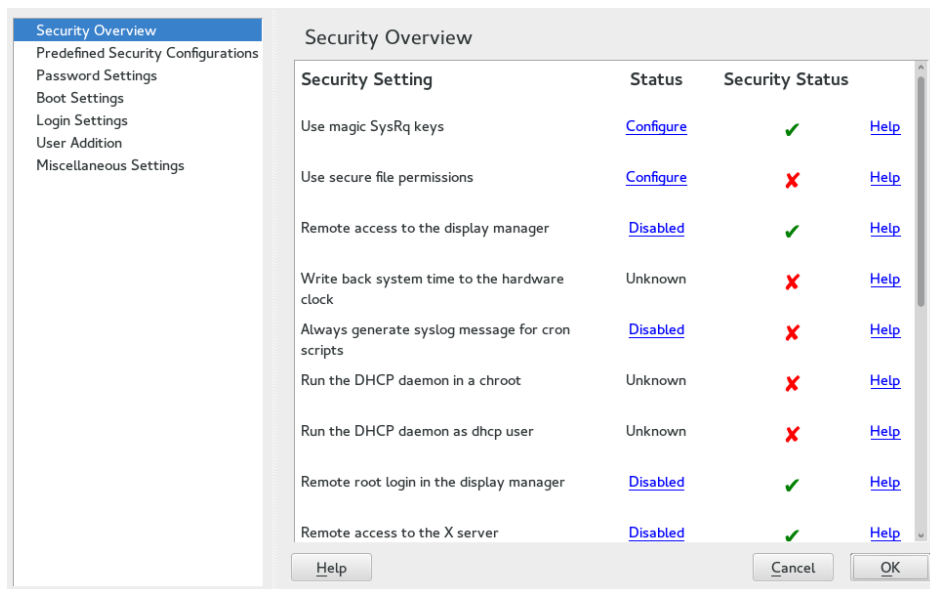 Security Overview
Predefined Security Configurations
Password Settings
Boot Settings
Login Settings
User Addition
Miscellaneous Settings
Security Overview
Security Setting Status Security Status
Use magic SysRq keys Configure ✔ Help
Use secure file permissions Configure ✘ Help
Remote access to the display manager Disabled ✔ Help
Write back system time to the hardware Unknown ✘ Help
clock
Always generate syslog message for cron Disabled ✘ Help
scripts
Run the DHCP daemon in a chroot Unknown ✘ Help
Run the DHCP daemon as dhcp user Unknown ✘ Help
Remote root login in the display manager Disabled ✔ Help
Remote access to the X server Disabled ✔ Help
Help Cancel OK